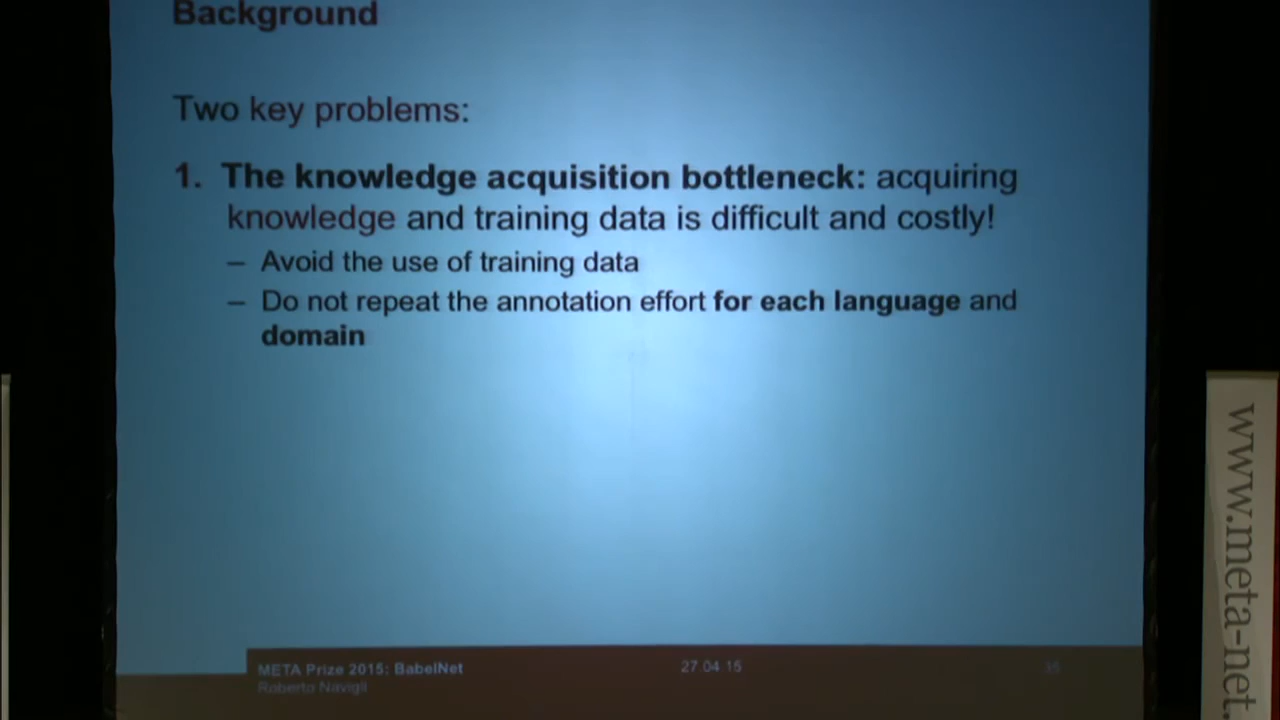 Background
Two key problems:
1. The knowledge acquisition bottleneck: acquiring
knowledge and training data is difficult and costly!
– Avoid the use of training data
– Do not repeat the annotation effort for each language and
domain
META Prize 2015: BabelNet
27.04.15
Roberto Navigli
www.meta-net.